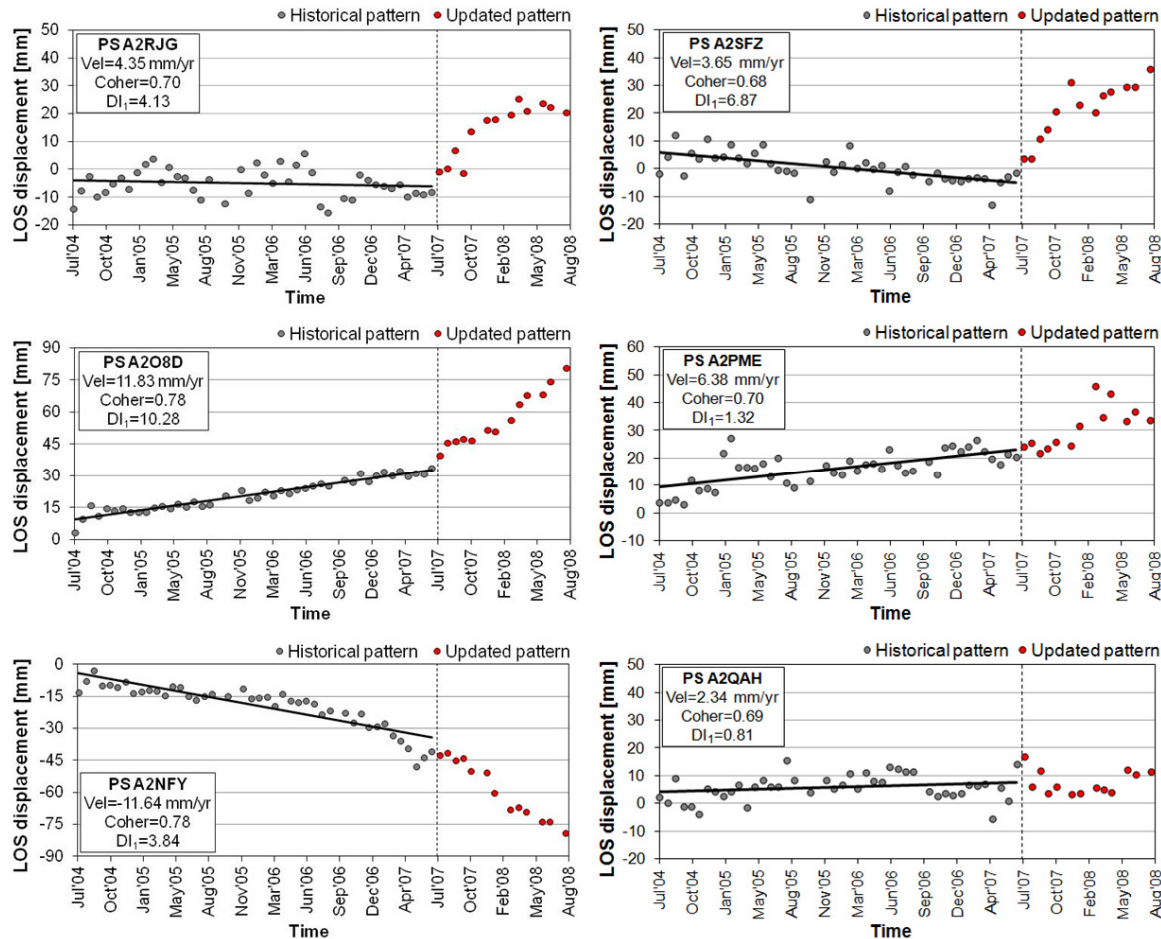 Historical pattern Updated pattern
LOS displacement [mm]
50
40
30
20
10
0
-10
-20
PS A2RJG
Vel=4.35 mm/yr
Coher=0.70
DI₁=4.13
Jul'04 Oct'04 Jan'05 May'05 Aug'05 Nov'05 Mar'06 Jun'06 Sep'06 Dec'06 Apr'07 Jul'07 Oct'07 Feb'08 May'08 Aug'08
Time
Historical pattern Updated pattern
LOS displacement [mm]
50
40
30
20
10
0
-10
-20
PS A2SFZ
Vel=3.65 mm/yr
Coher=0.68
DI₁=6.87
Jul'04 Oct'04 Jan'05 May'05 Aug'05 Nov'05 Mar'06 Jun'06 Sep'06 Dec'06 Apr'07 Jul'07 Oct'07 Feb'08 May'08 Aug'08
Time
Historical pattern Updated pattern
LOS displacement [mm]
90
75
60
45
30
15
0
PS A2O8D
Vel=11.83 mm/yr
Coher=0.78
DI₁=10.28
Jul'04 Oct'04 Jan'05 May'05 Aug'05 Nov'05 Mar'06 Jun'06 Sep'06 Dec'06 Apr'07 Jul'07 Oct'07 Feb'08 May'08 Aug'08
Time
Historical pattern Updated pattern
LOS displacement [mm]
60
50
40
30
20
10
0
-10
PS A2PME
Vel=6.38 mm/yr
Coher=0.70
DI₁=1.32
Jul'04 Oct'04 Jan'05 May'05 Aug'05 Nov'05 Mar'06 Jun'06 Sep'06 Dec'06 Apr'07 Jul'07 Oct'07 Feb'08 May'08 Aug'08
Time
Historical pattern Updated pattern
LOS displacement [mm]
0
-15
-30
-45
-60
-75
-90
PS A2NFY
Vel=-11.64 mm/yr
Coher=0.78
DI₁=3.84
Jul'04 Oct'04 Jan'05 May'05 Aug'05 Nov'05 Mar'06 Jun'06 Sep'06 Dec'06 Apr'07 Jul'07 Oct'07 Feb'08 May'08 Aug'08
Time
Historical pattern Updated pattern
LOS displacement [mm]
50
40
30
20
10
0
-10
-20
PS A2QAH
Vel=2.34 mm/yr
Coher=0.69
DI₁=0.81
Jul'04 Oct'04 Jan'05 May'05 Aug'05 Nov'05 Mar'06 Jun'06 Sep'06 Dec'06 Apr'07 Jul'07 Oct'07 Feb'08 May'08 Aug'08
Time